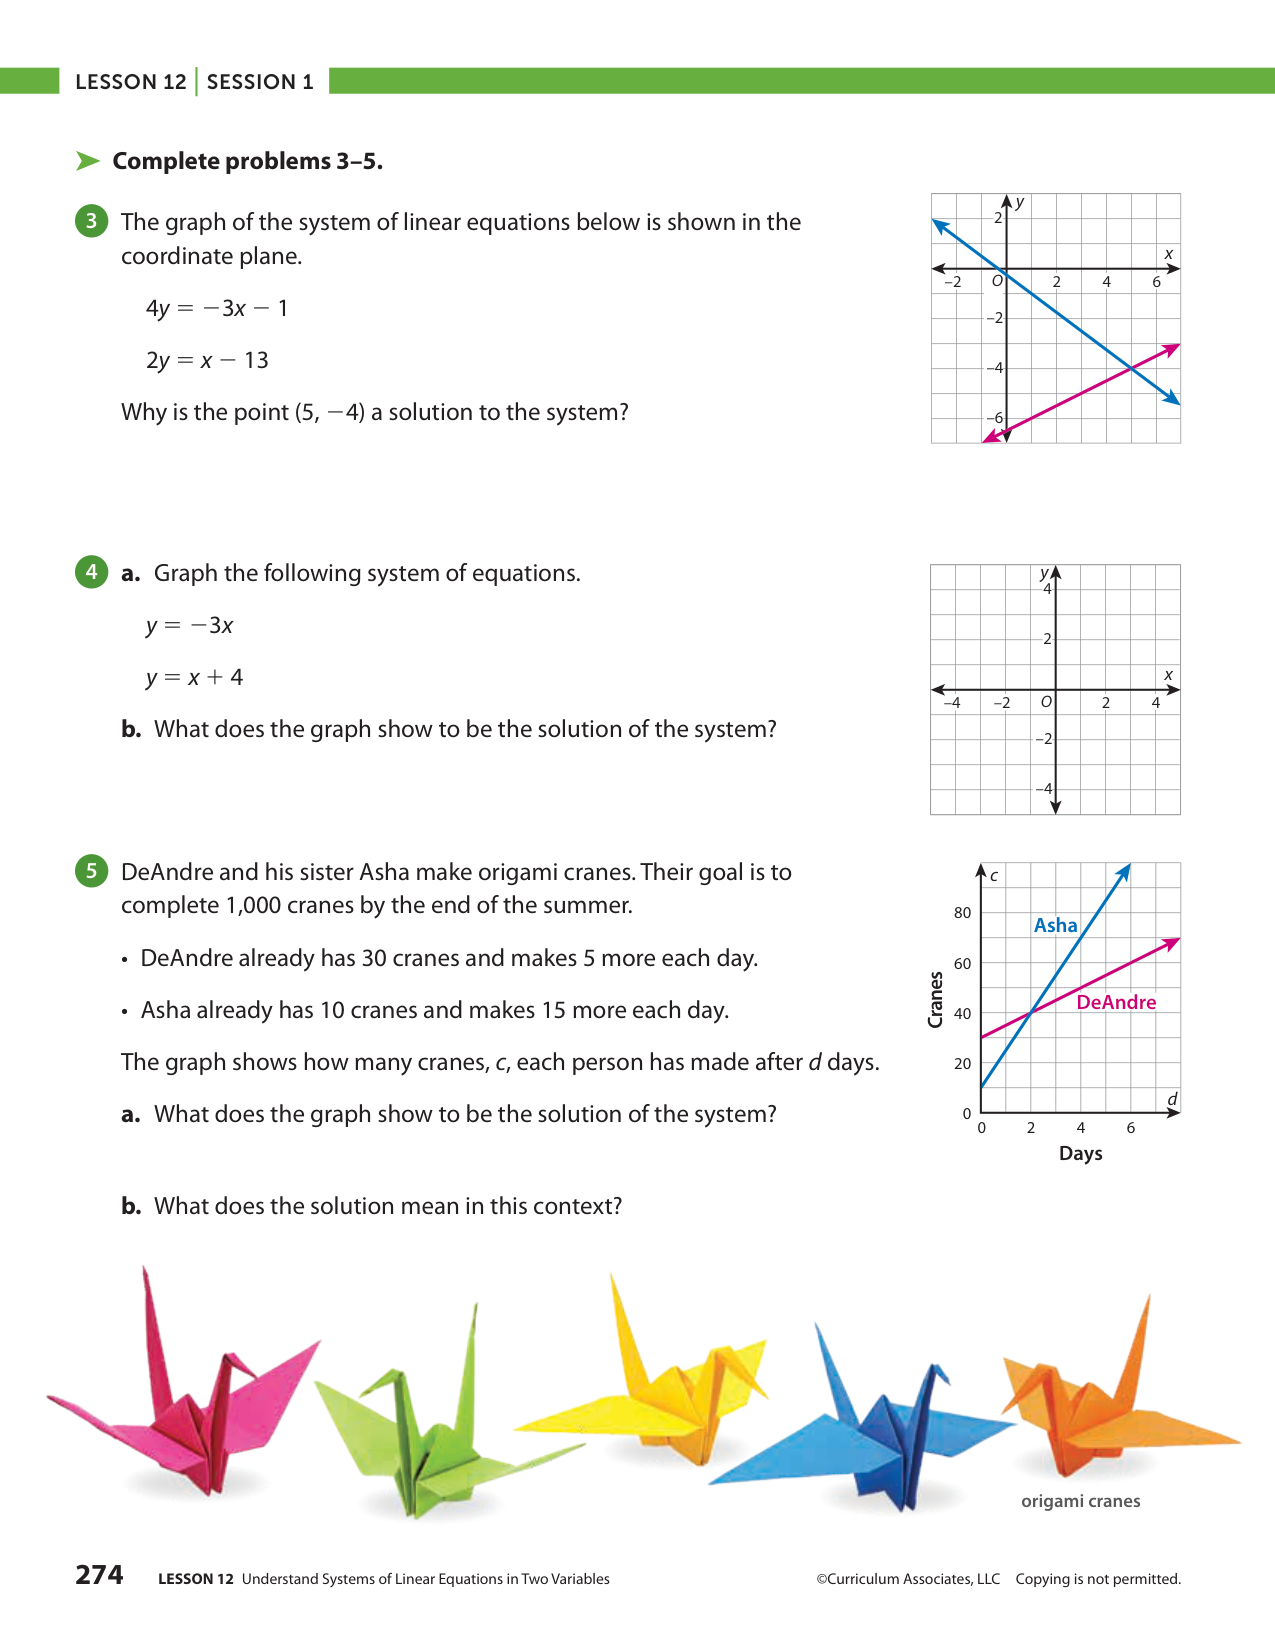 LESSON 12 | SESSION 1
Complete problems 3–5.
3 The graph of the system of linear equations below is shown in the
coordinate plane.
4y = −3x − 1
2y = x − 13
Why is the point (5, −4) a solution to the system?
y
2
x
–2 O 2 4 6
–2
–4
–6
4 a. Graph the following system of equations.
y = −3x
y = x + 4
b. What does the graph show to be the solution of the system?
y
4
2
x
–4 –2 O 2 4
–2
–4
5 DeAndre and his sister Asha make origami cranes. Their goal is to
complete 1,000 cranes by the end of the summer.
• DeAndre already has 30 cranes and makes 5 more each day.
• Asha already has 10 cranes and makes 15 more each day.
The graph shows how many cranes, c, each person has made after d days.
a. What does the graph show to be the solution of the system?
b. What does the solution mean in this context?
c
80
Asha
60
DeAndre
Cranes
40
20
d
0
0 2 4 6
Days
origami cranes
274 LESSON 12 Understand Systems of Linear Equations in Two Variables
©Curriculum Associates, LLC Copying is not permitted.